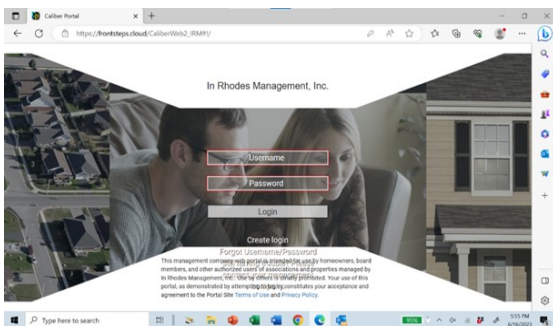 Caliber Portal
https://frontsteps.cloud/CaliberWeb2_IRM#!/
In Rhodes Management, Inc.
Username
Password
Login
Create login
Forgot Username/Password
This management company web portal is intended for use by homeowners, board
members, and other authorized users of associations and properties managed by
In Rhodes Management, Inc. Use by others is strictly prohibited. Your use of this
portal, as demonstrated by attempting to log in, constitutes your acceptance and
agreement to the Portal Site Terms of Use and Privacy Policy.
Type here to search
95%
5:55 PM